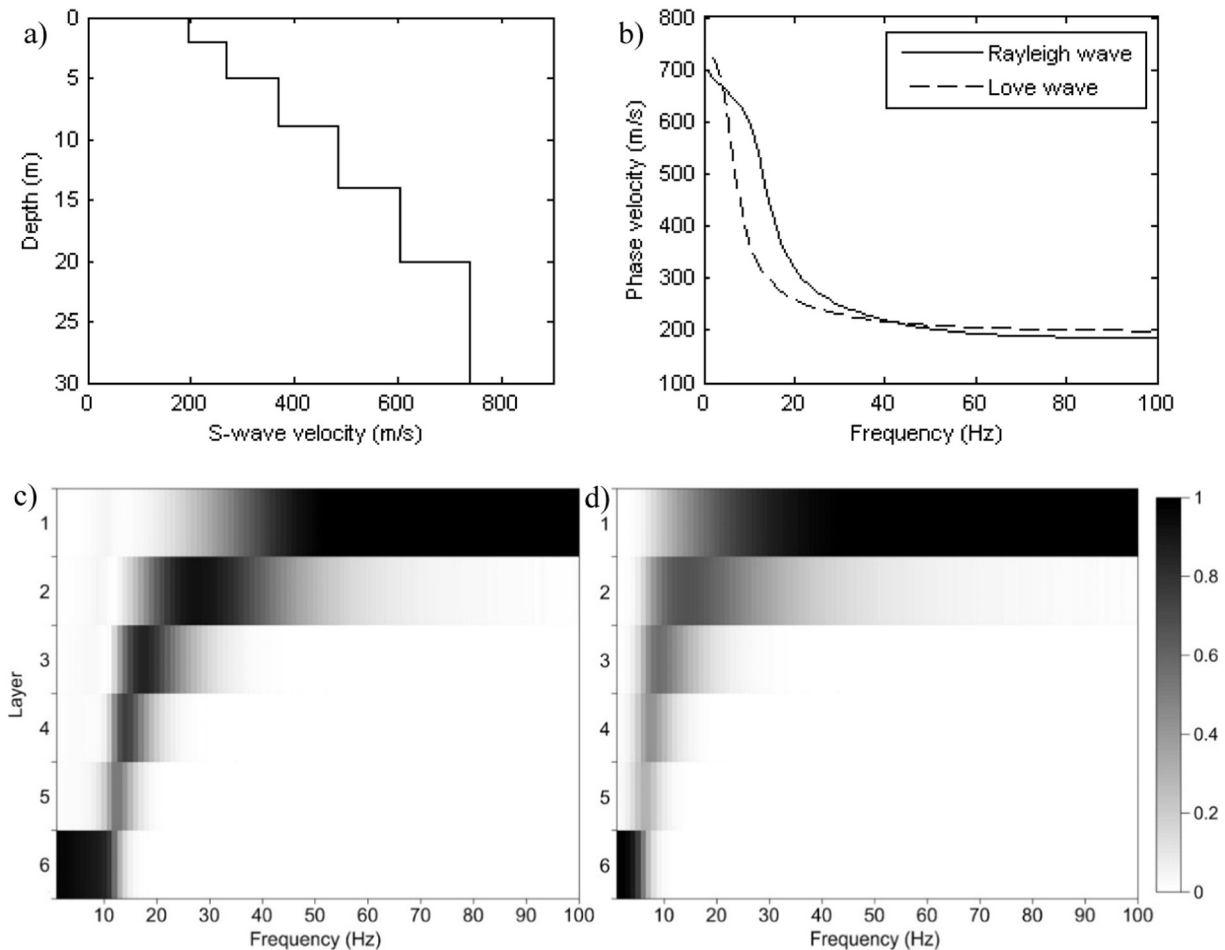 a)
0
5
10
15
20
25
30
Depth (m)
0 200 400 600 800
S-wave velocity (m/s)
b)
800
700
600
500
400
300
200
100
Phase velocity (m/s)
Rayleigh wave
Love wave
0 20 40 60 80 100
Frequency (Hz)
c)
1
2
3
4
5
6
Layer
10 20 30 40 50 60 70 80 90 100
Frequency (Hz)
d)
1
2
3
4
5
6
10 20 30 40 50 60 70 80 90 100
Frequency (Hz)
1
0.8
0.6
0.4
0.2
0